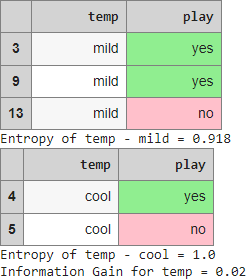 temp play
3 mild yes
9 mild yes
13 mild no
Entropy of temp - mild = 0.918
temp play
4 cool yes
5 cool no
Entropy of temp - cool = 1.0
Information Gain for temp = 0.02